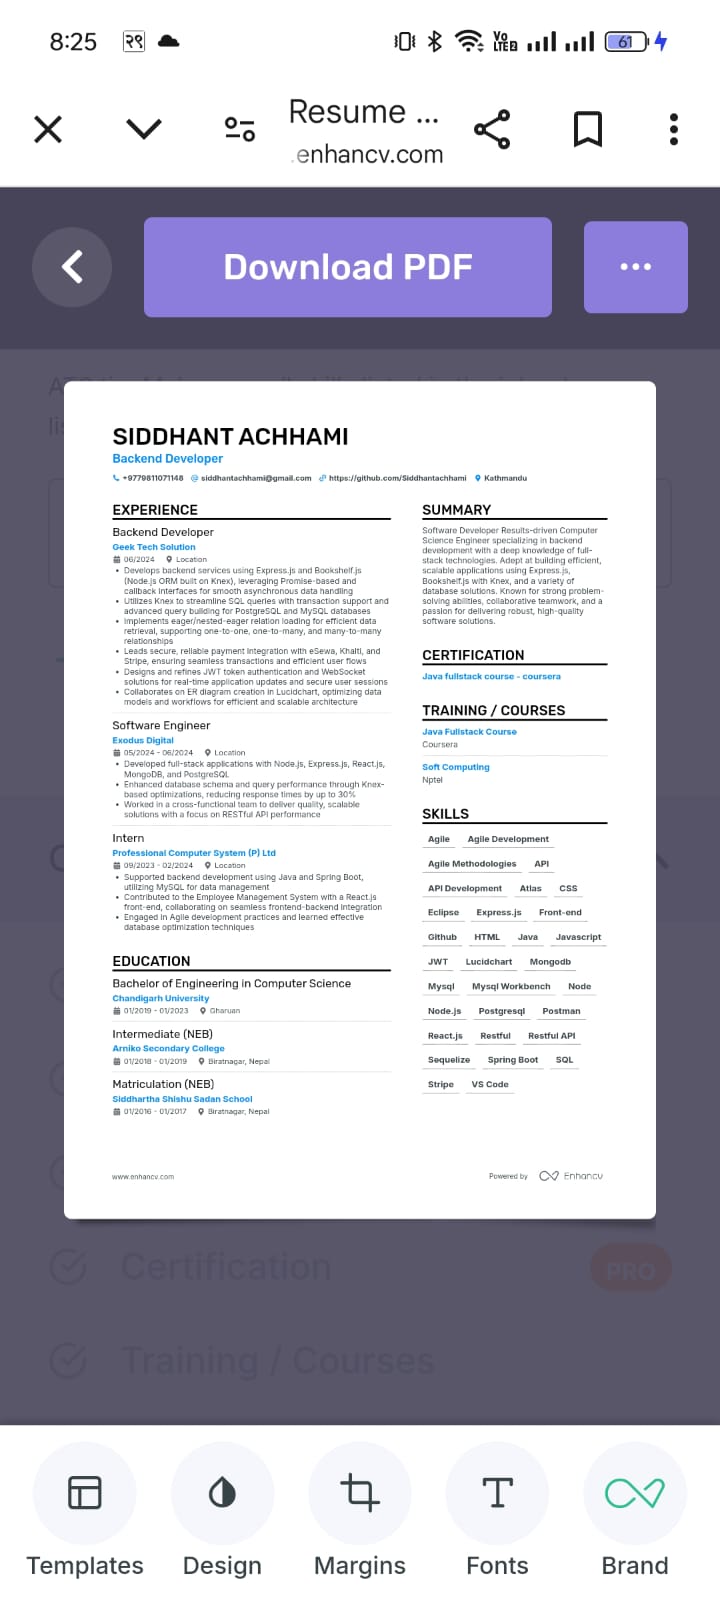 8:25 २९ Vo LTE 2 61
Resume ...
.enhancv.com
Download PDF
SIDDHANT ACHHAMI
Backend Developer
+9779811071148 siddhantachhami@gmail.com https://github.com/Siddhantachhami Kathmandu
EXPERIENCE
Backend Developer
Geek Tech Solution
06/2024 Location
• Develops backend services using Express.js and Bookshelf.js
(Node.js ORM built on Knex), leveraging Promise-based and
callback interfaces for smooth asynchronous data handling
• Utilizes Knex to streamline SQL queries with transaction support and
advanced query building for PostgreSQL and MySQL databases
• Implements eager/nested-eager relation loading for efficient data
retrieval, supporting one-to-one, one-to-many, and many-to-many
relationships
• Leads secure, reliable payment integration with eSewa, Khalti, and
Stripe, ensuring seamless transactions and efficient user flows
• Designs and refines JWT token authentication and WebSocket
solutions for real-time application updates and secure user sessions
• Collaborates on ER diagram creation in Lucidchart, optimizing data
models and workflows for efficient and scalable architecture
Software Engineer
Exodus Digital
05/2024 - 06/2024 Location
• Developed full-stack applications with Node.js, Express.js, React.js,
MongoDB, and PostgreSQL
• Enhanced database schema and query performance through Knex-
based optimizations, reducing response times by up to 30%
• Worked in a cross-functional team to deliver quality, scalable
solutions with a focus on RESTful API performance
Intern
Professional Computer System (P) Ltd
09/2023 - 02/2024 Location
• Supported backend development using Java and Spring Boot,
utilizing MySQL for data management
• Contributed to the Employee Management System with a React.js
front-end, collaborating on seamless frontend-backend integration
• Engaged in Agile development practices and learned effective
database optimization techniques
EDUCATION
Bachelor of Engineering in Computer Science
Chandigarh University
01/2019 - 01/2023 Gharuan
Intermediate (NEB)
Arniko Secondary College
01/2018 - 01/2019 Biratnagar, Nepal
Matriculation (NEB)
Siddhartha Shishu Sadan School
01/2016 - 01/2017 Biratnagar, Nepal
SUMMARY
Software Developer Results-driven Computer
Science Engineer specializing in backend
development with a deep knowledge of full-
stack technologies. Adept at building efficient,
scalable applications using Express.js,
Bookshelf.js with Knex, and a variety of
database solutions. Known for strong problem-
solving abilities, collaborative teamwork, and a
passion for delivering robust, high-quality
software solutions.
CERTIFICATION
Java fullstack course - coursera
TRAINING / COURSES
Java Fullstack Course
Coursera
Soft Computing
Nptel
SKILLS
Agile Agile Development
Agile Methodologies API
API Development Atlas CSS
Eclipse Express.js Front-end
Github HTML Java Javascript
JWT Lucidchart Mongodb
Mysql Mysql Workbench Node
Node.js Postgresql Postman
React.js Restful Restful API
Sequelize Spring Boot SQL
Stripe VS Code
www.enhancv.com Powered by Enhancv
Certification PRO
Training / Courses
Templates Design Margins Fonts Brand